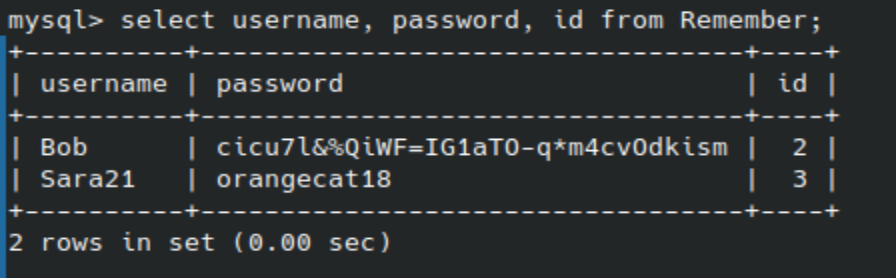 mysql> select username, password, id from Remember;
+----------+----------------------------------+----+
| username | password                         | id |
+----------+----------------------------------+----+
| Bob      | cicu7l&%QiWF=IG1aTO-q*m4cvOdkism |  2 |
| Sara21   | orangecat18                      |  3 |
+----------+----------------------------------+----+
2 rows in set (0.00 sec)